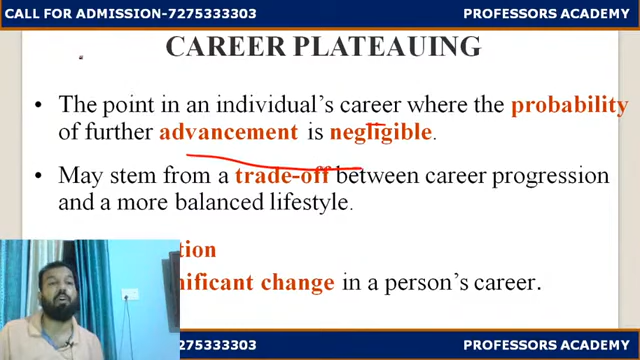 CALL FOR ADMISSION-7275333303 PROFESSORS ACADEMY
CAREER PLATEAUING
• The point in an individual's career where the probability
of further advancement is negligible.
• May stem from a trade-off between career progression
and a more balanced lifestyle.
tion
nificant change in a person's career.
-7275333303 PROFESSORS ACADEMY